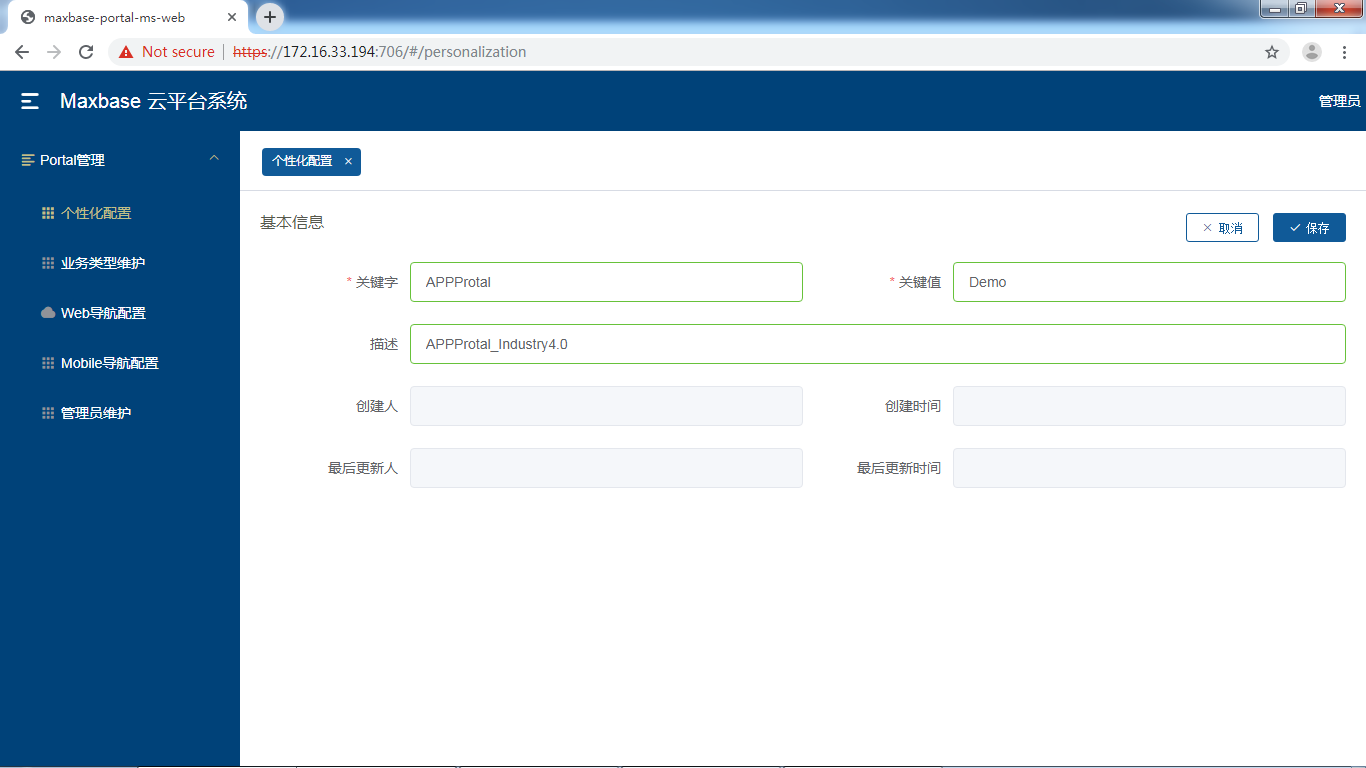 maxbase-portal-ms-web
Not secure | https://172.16.33.194:706/#/personalization
Maxbase 云平台系统
管理员
Portal管理
个性化配置
业务类型维护
Web导航配置
Mobile导航配置
管理员维护
个性化配置
基本信息
取消
保存
* 关键字 APPProtal
* 关键值 Demo
描述 APPProtal_Industry4.0
创建人
创建时间
最后更新人
最后更新时间